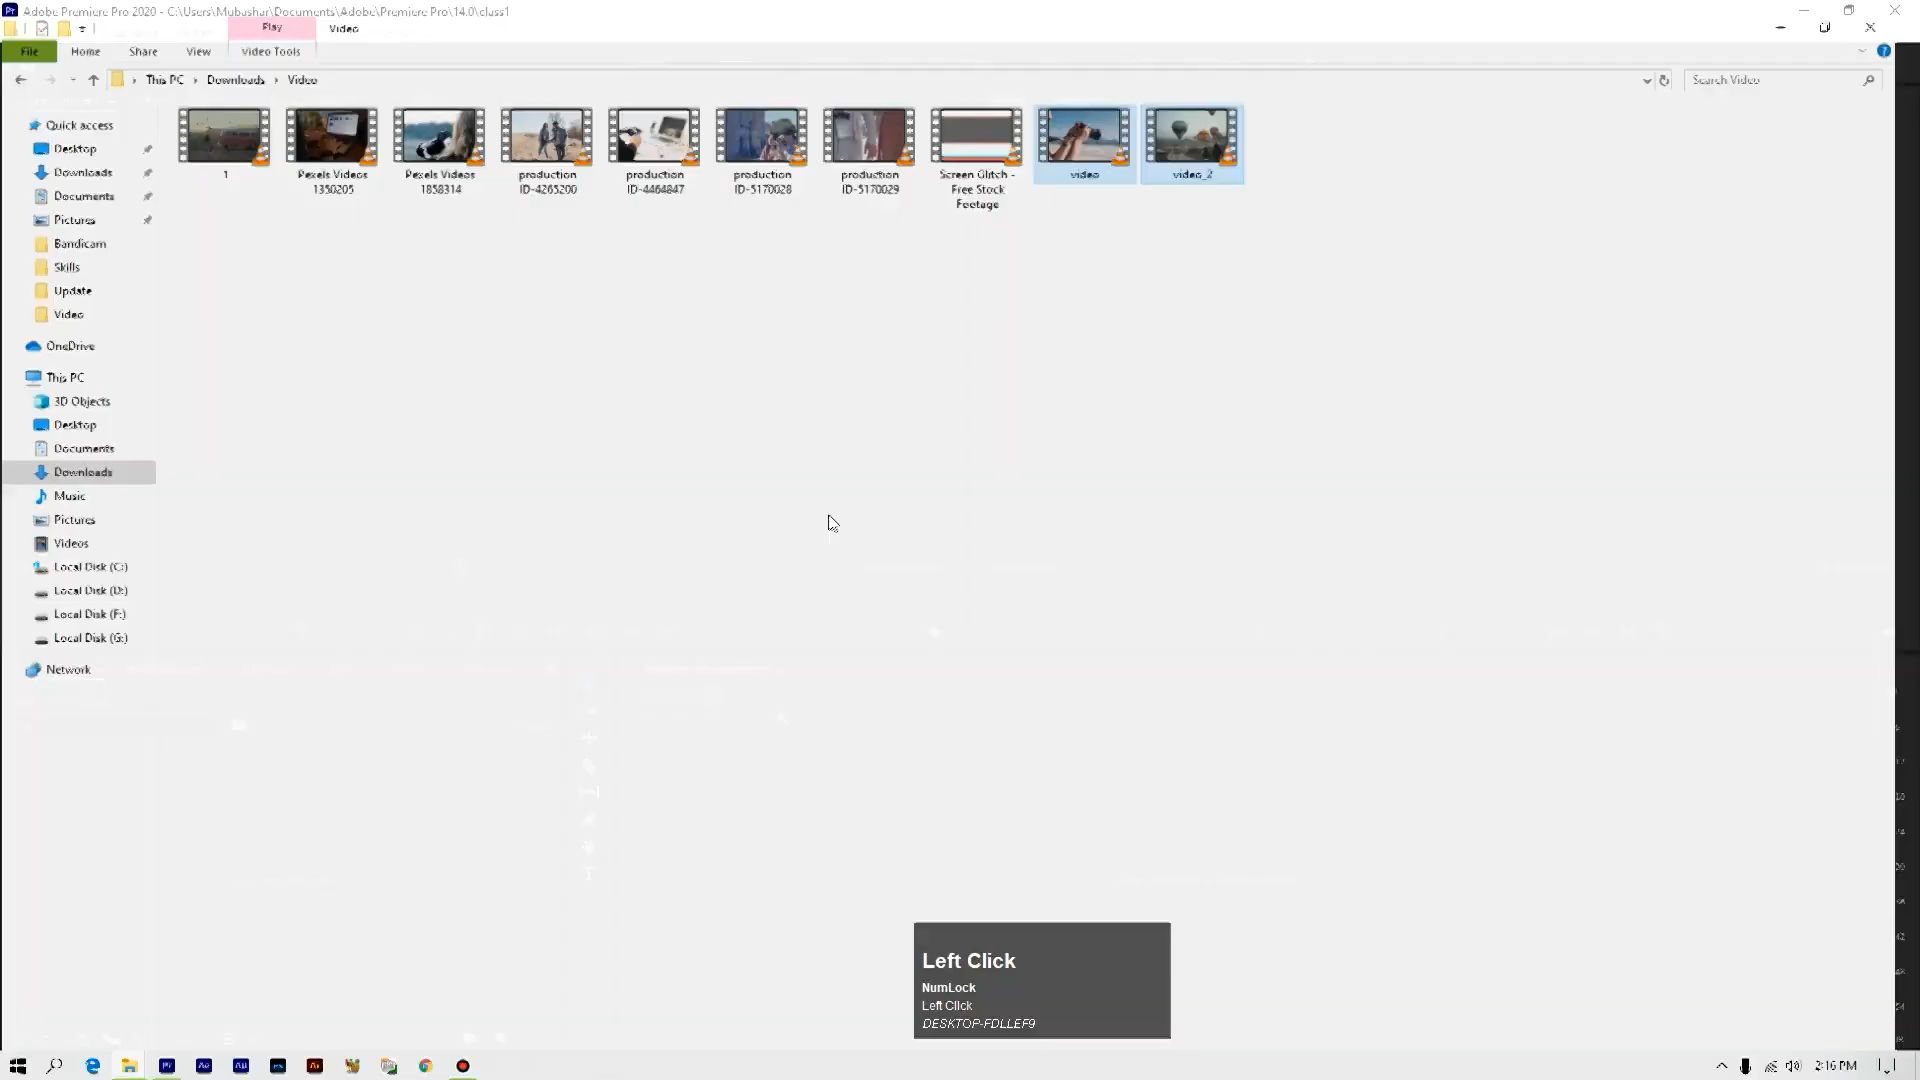 Adobe Premiere Pro 2020 - C:\Users\Mubashar\Documents\Adobe\Premiere Pro\14.0\class1
Play
Video
File
Home
Share
View
Video Tools
This PC
Downloads
Video
Search Video
Quick access
Desktop
Downloads
Documents
Pictures
Bandicam
Skills
Update
Video
OneDrive
This PC
3D Objects
Desktop
Documents
Downloads
Music
Pictures
Videos
Local Disk (C:)
Local Disk (D:)
Local Disk (F:)
Local Disk (G:)
Network
1
Pexels Videos
1350205
Pexels Videos
1858314
production
ID-4265200
production
ID-4464847
production
ID-5170028
production
ID-5170029
Screen Glitch -
Free Stock
Footage
video
video_2
Left Click
NumLock
Left Click
DESKTOP-FDLLEF9
2:16 PM